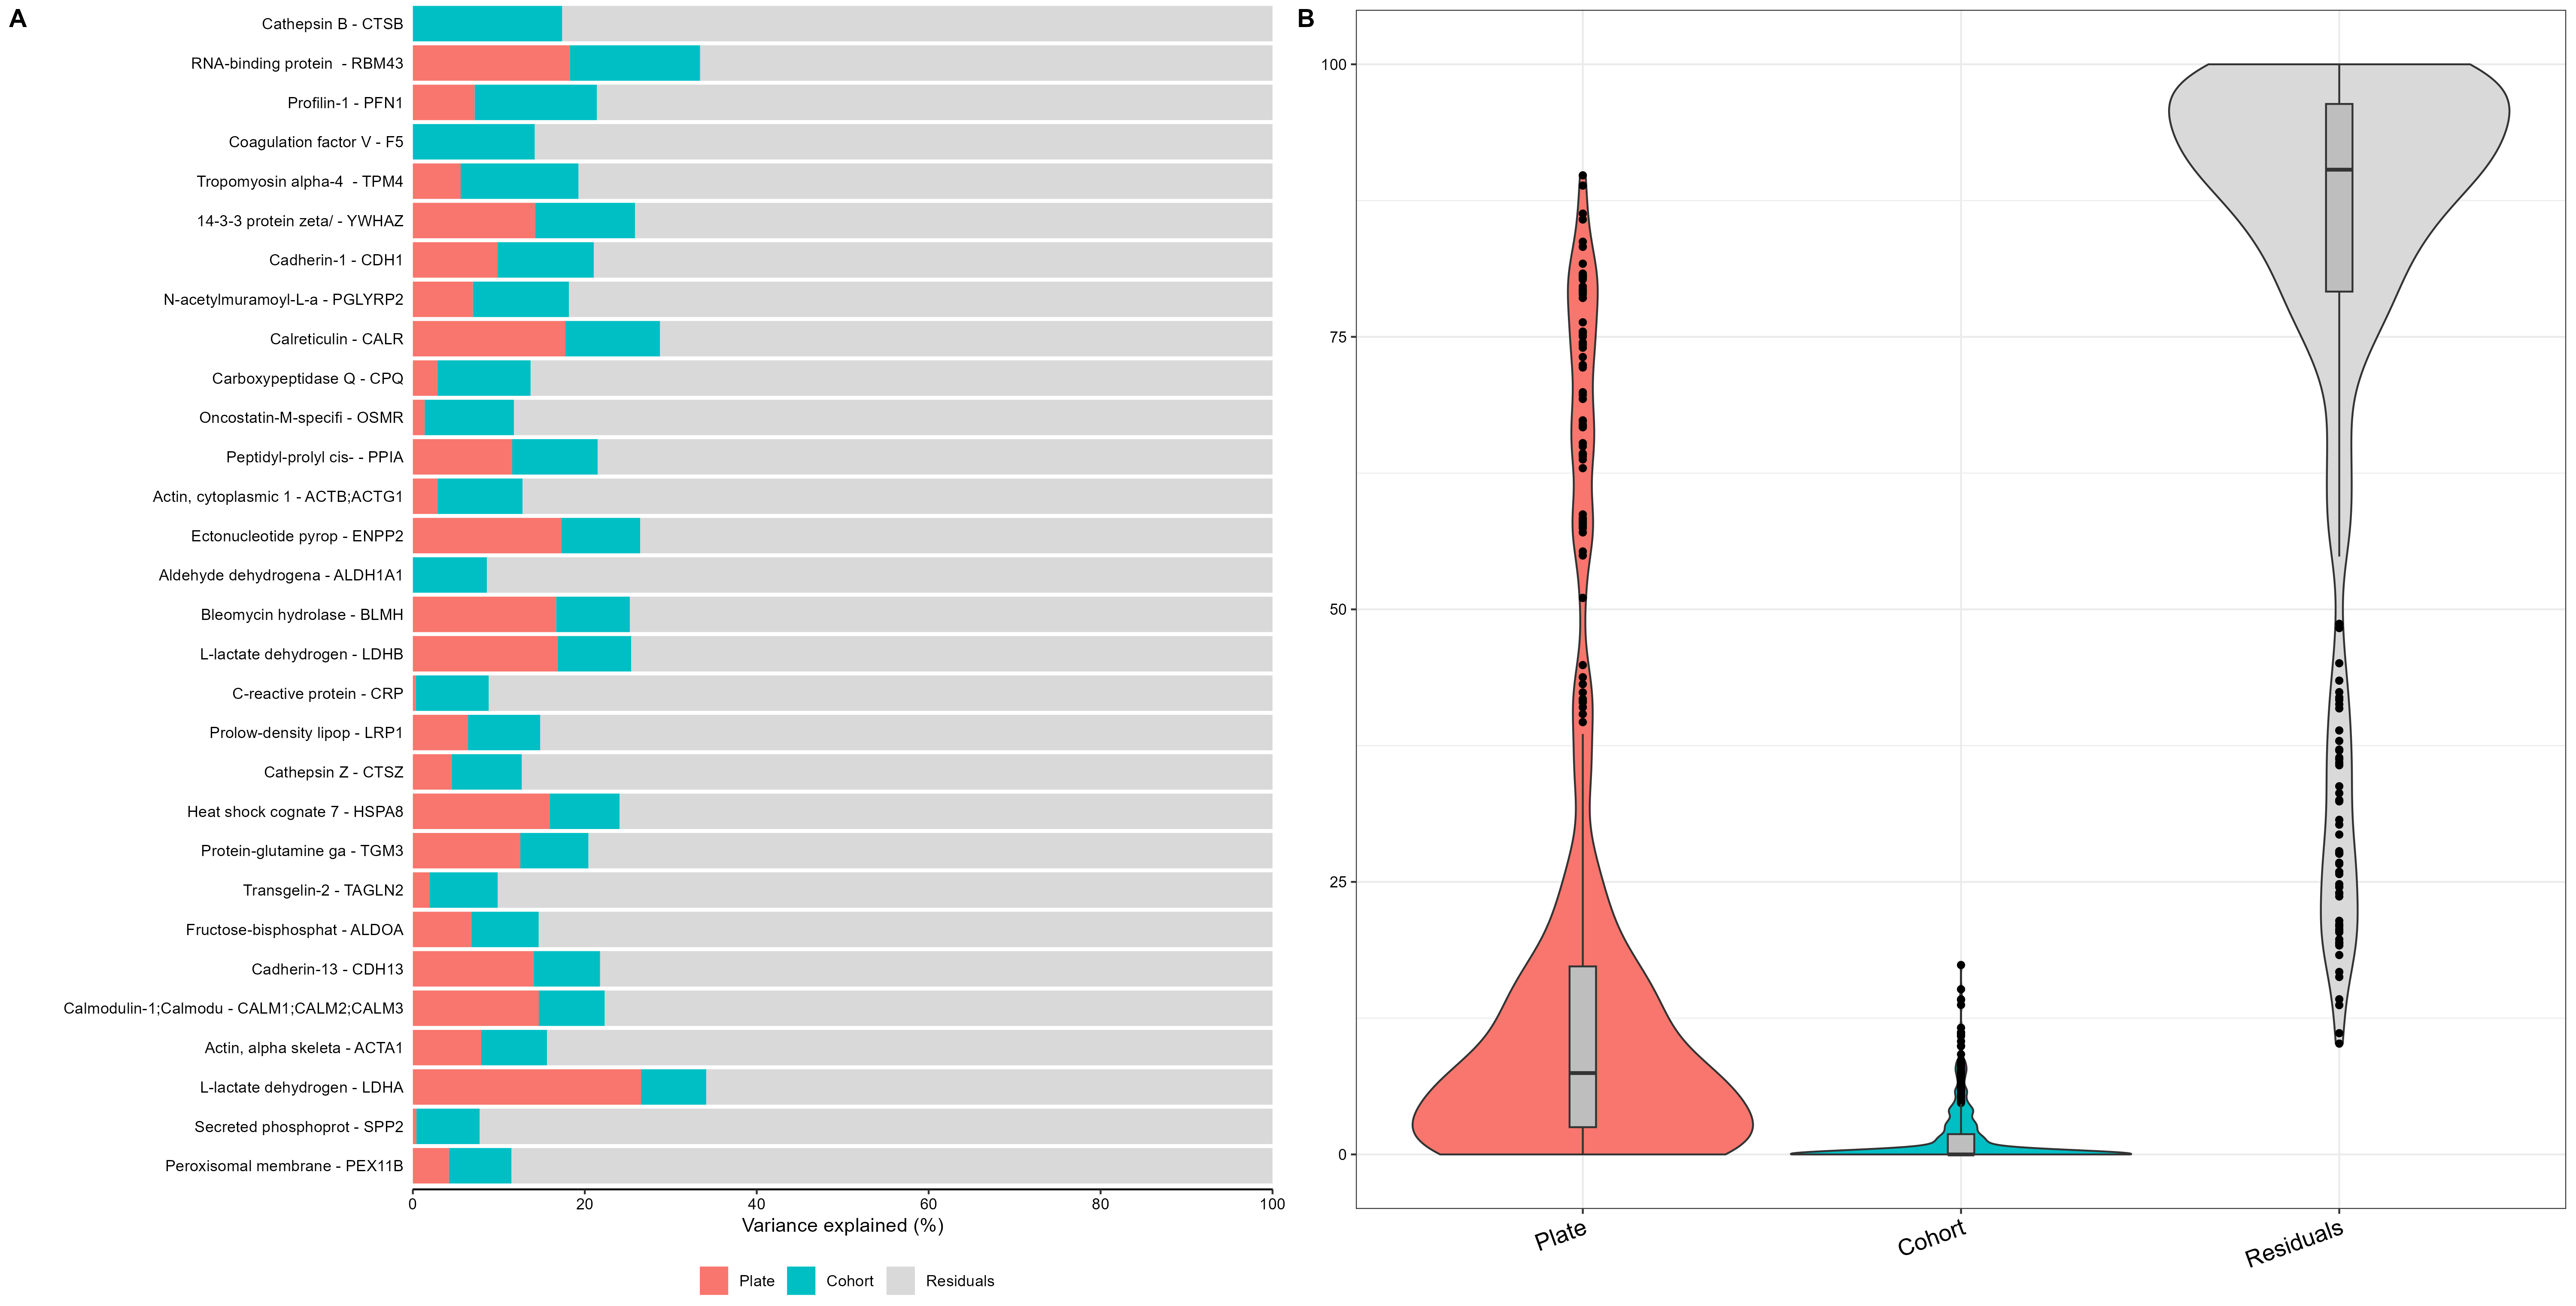 A
Cathepsin B - CTSB
RNA-binding protein  - RBM43
Profilin-1 - PFN1
Coagulation factor V - F5
Tropomyosin alpha-4  - TPM4
14-3-3 protein zeta/ - YWHAZ
Cadherin-1 - CDH1
N-acetylmuramoyl-L-a - PGLYRP2
Calreticulin - CALR
Carboxypeptidase Q - CPQ
Oncostatin-M-specifi - OSMR
Peptidyl-prolyl cis- - PPIA
Actin, cytoplasmic 1 - ACTB;ACTG1
Ectonucleotide pyrop - ENPP2
Aldehyde dehydrogena - ALDH1A1
Bleomycin hydrolase - BLMH
L-lactate dehydrogen - LDHB
C-reactive protein - CRP
Prolow-density lipop - LRP1
Cathepsin Z - CTSZ
Heat shock cognate 7 - HSPA8
Protein-glutamine ga - TGM3
Transgelin-2 - TAGLN2
Fructose-bisphosphat - ALDOA
Cadherin-13 - CDH13
Calmodulin-1;Calmodu - CALM1;CALM2;CALM3
Actin, alpha skeleta - ACTA1
L-lactate dehydrogen - LDHA
Secreted phosphoprot - SPP2
Peroxisomal membrane - PEX11B
0 20 40 60 80 100
Variance explained (%)
Plate Cohort Residuals
B
100
75
50
25
0
Plate Cohort Residuals